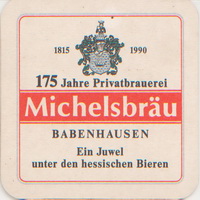 1815 1990
175 Jahre Privatbrauerei
Michelsbräu
BABENHAUSEN
Ein Juwel
unter den hessischen Bieren